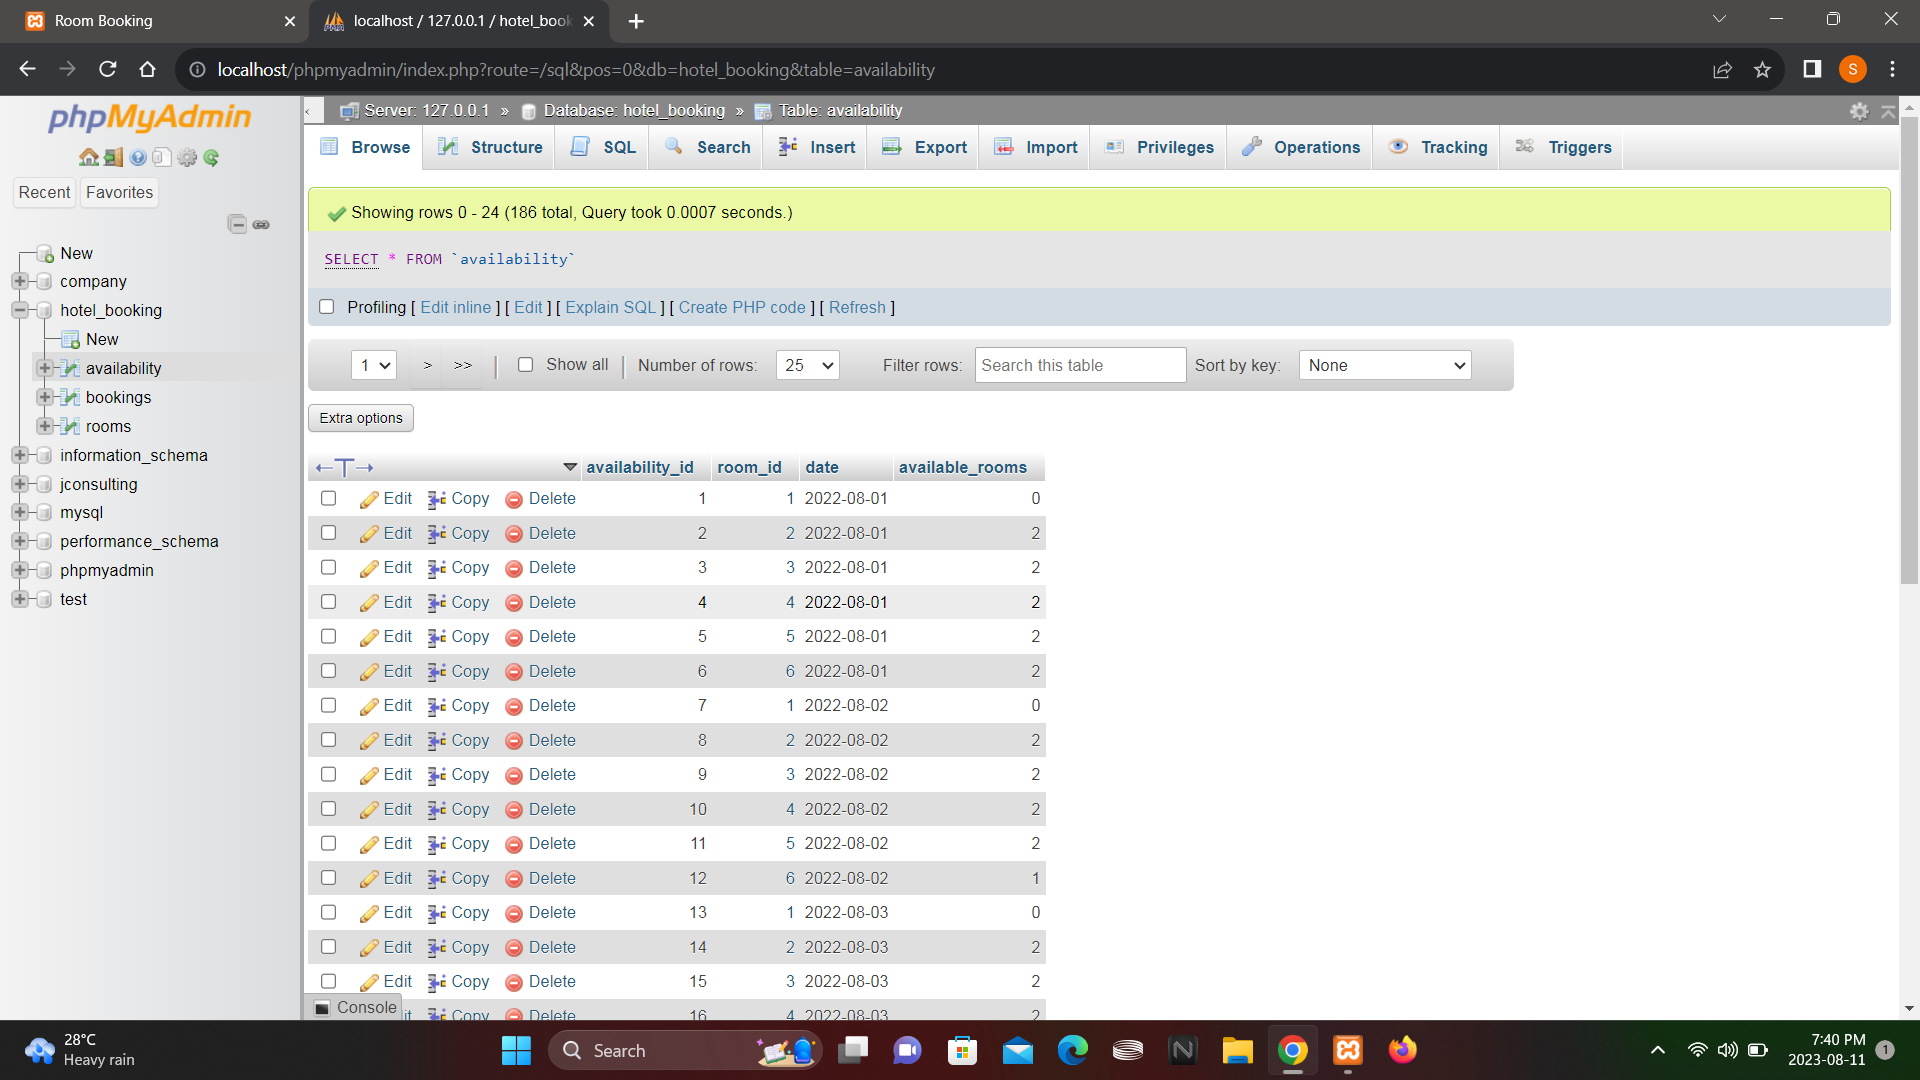 Room Booking
localhost / 127.0.0.1 / hotel_book
localhost/phpmyadmin/index.php?route=/sql&pos=0&db=hotel_booking&table=availability
S
phpMyAdmin
Server: 127.0.0.1 » Database: hotel_booking » Table: availability
Browse Structure SQL Search Insert Export Import Privileges Operations Tracking Triggers
Recent Favorites
New
company
hotel_booking
New
availability
bookings
rooms
information_schema
jconsulting
mysql
performance_schema
phpmyadmin
test
Showing rows 0 - 24 (186 total, Query took 0.0007 seconds.)
SELECT * FROM `availability`
Profiling [ Edit inline ] [ Edit ] [ Explain SQL ] [ Create PHP code ] [ Refresh ]
1 > >> | Show all | Number of rows: 25 Filter rows: Search this table Sort by key: None
Extra options
←T→ availability_id room_id date available_rooms
Edit Copy Delete 1 1 2022-08-01 0
Edit Copy Delete 2 2 2022-08-01 2
Edit Copy Delete 3 3 2022-08-01 2
Edit Copy Delete 4 4 2022-08-01 2
Edit Copy Delete 5 5 2022-08-01 2
Edit Copy Delete 6 6 2022-08-01 2
Edit Copy Delete 7 1 2022-08-02 0
Edit Copy Delete 8 2 2022-08-02 2
Edit Copy Delete 9 3 2022-08-02 2
Edit Copy Delete 10 4 2022-08-02 2
Edit Copy Delete 11 5 2022-08-02 2
Edit Copy Delete 12 6 2022-08-02 1
Edit Copy Delete 13 1 2022-08-03 0
Edit Copy Delete 14 2 2022-08-03 2
Edit Copy Delete 15 3 2022-08-03 2
it Copy Delete 16 4 2022-08-03 2
Console
28°C
Heavy rain
Search
7:40 PM
2023-08-11
1